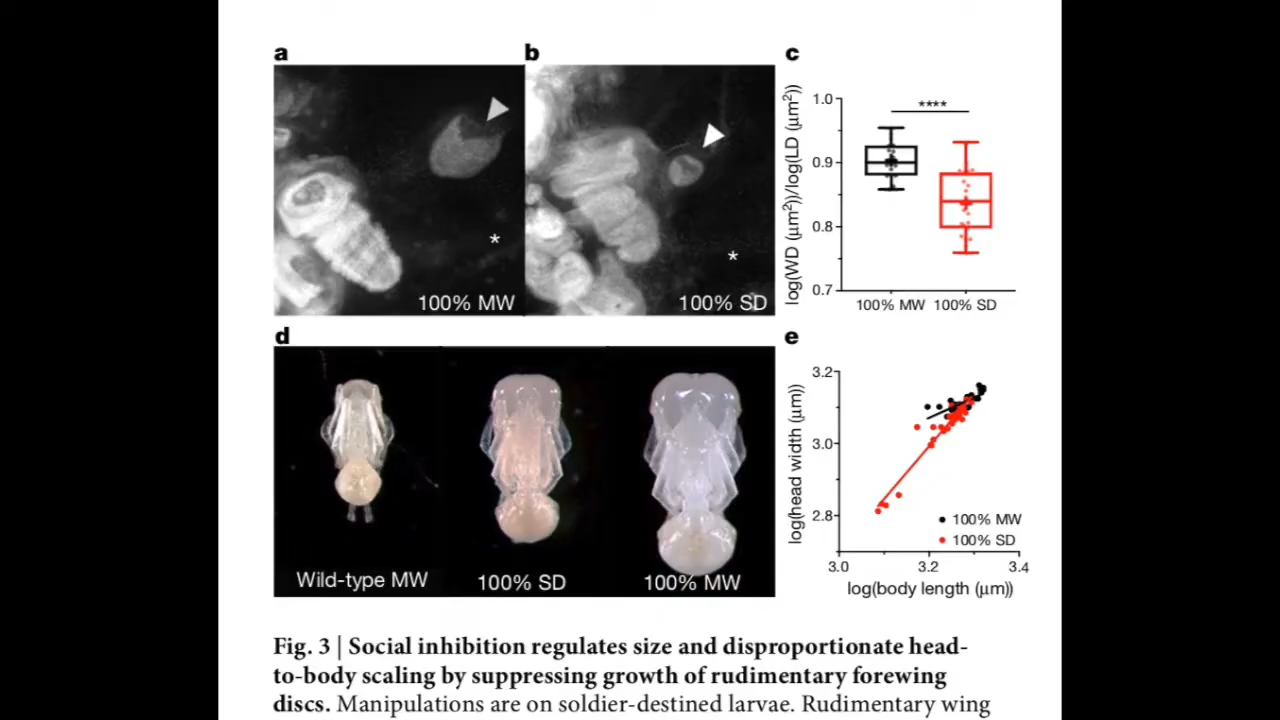 a
b
c
*
100% MW
*
100% SD
log(WD (μm²))/log(LD (μm²))
1.0
0.9
0.8
0.7
****
100% MW
100% SD
d
e
Wild-type MW
100% SD
100% MW
log(head width (μm))
3.2
3.0
2.8
100% MW
100% SD
3.0
3.2
3.4
log(body length (μm))
Fig. 3 | Social inhibition regulates size and disproportionate head-
to-body scaling by suppressing growth of rudimentary forewing
discs. Manipulations are on soldier-destined larvae. Rudimentary wing